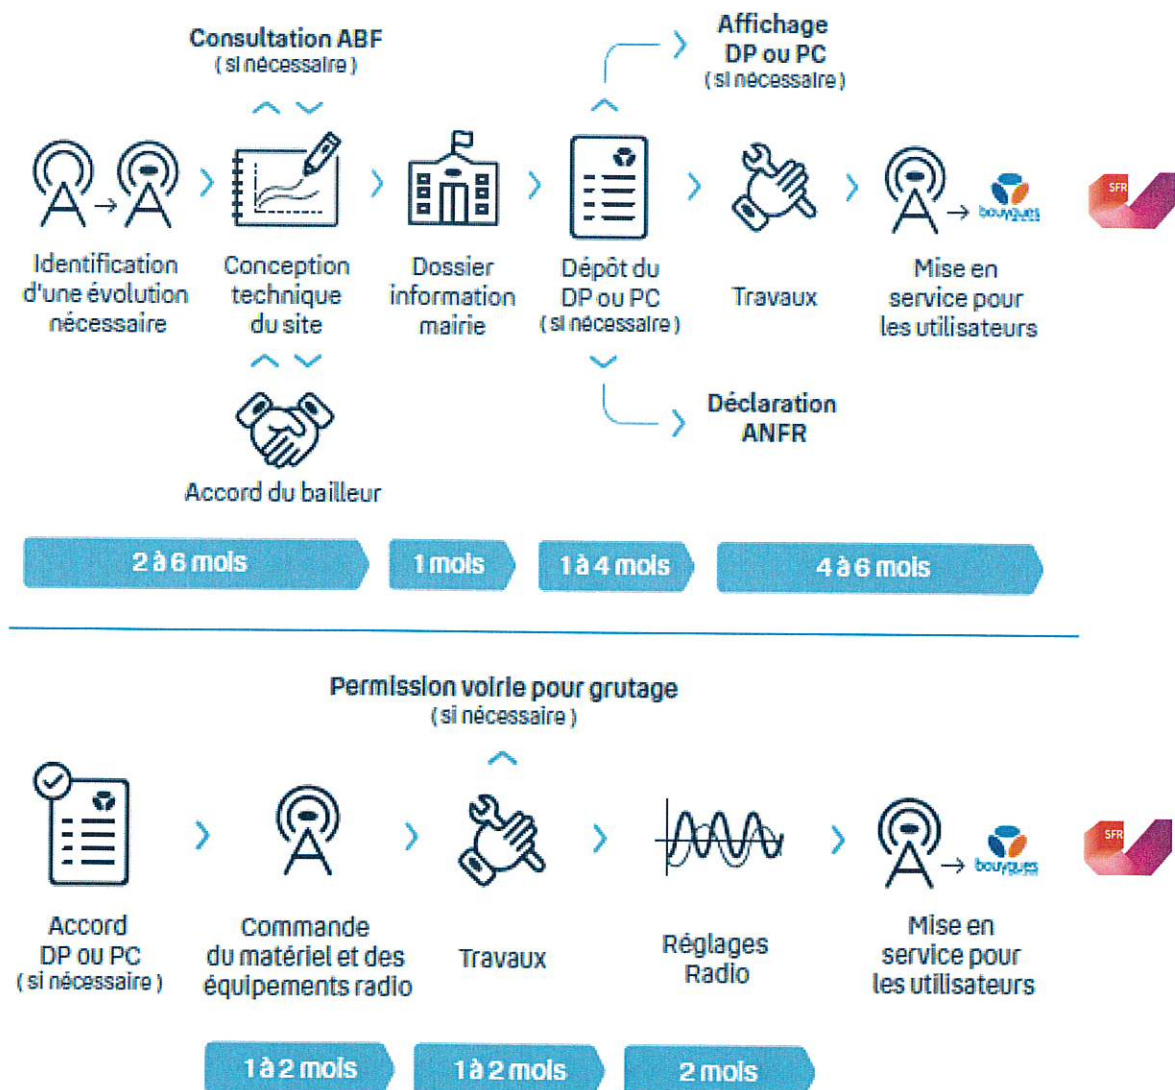 Consultation ABF
( si nécessaire )
Affichage
DP ou PC
( si nécessaire )
Identification
d'une évolution
nécessaire
Conception
technique
du site
Dossier
information
mairie
Dépôt du
DP ou PC
( si nécessaire )
Travaux
bouygues
SFR
Mise en
service pour
les utilisateurs
Accord du bailleur
Déclaration
ANFR
2 à 6 mois
1 mois
1 à 4 mois
4 à 6 mois
Permission voirie pour grutage
( si nécessaire )
Accord
DP ou PC
( si nécessaire )
Commande
du matériel et des
équipements radio
Travaux
Réglages
Radio
bouygues
SFR
Mise en
service pour
les utilisateurs
1 à 2 mois
1 à 2 mois
2 mois